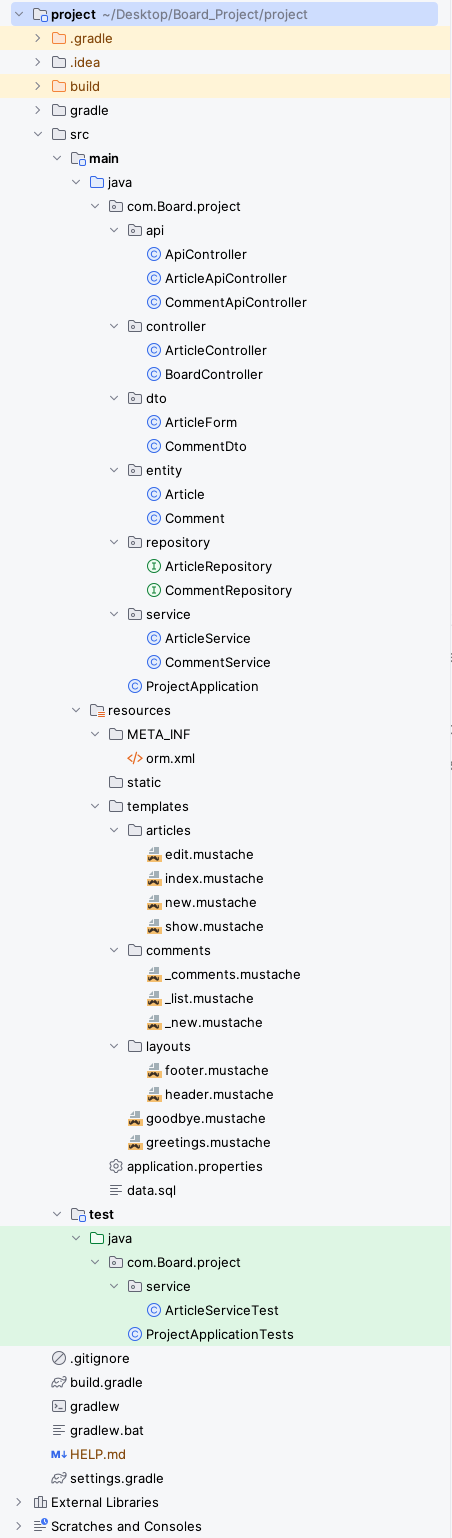 project ~/Desktop/Board_Project/project
.gradle
.idea
build
gradle
src
main
java
com.Board.project
api
ApiController
ArticleApiController
CommentApiController
controller
ArticleController
BoardController
dto
ArticleForm
CommentDto
entity
Article
Comment
repository
ArticleRepository
CommentRepository
service
ArticleService
CommentService
ProjectApplication
resources
META_INF
orm.xml
static
templates
articles
edit.mustache
index.mustache
new.mustache
show.mustache
comments
_comments.mustache
_list.mustache
_new.mustache
layouts
footer.mustache
header.mustache
goodbye.mustache
greetings.mustache
application.properties
data.sql
test
java
com.Board.project
service
ArticleServiceTest
ProjectApplicationTests
.gitignore
build.gradle
gradlew
gradlew.bat
HELP.md
settings.gradle
External Libraries
Scratches and Consoles